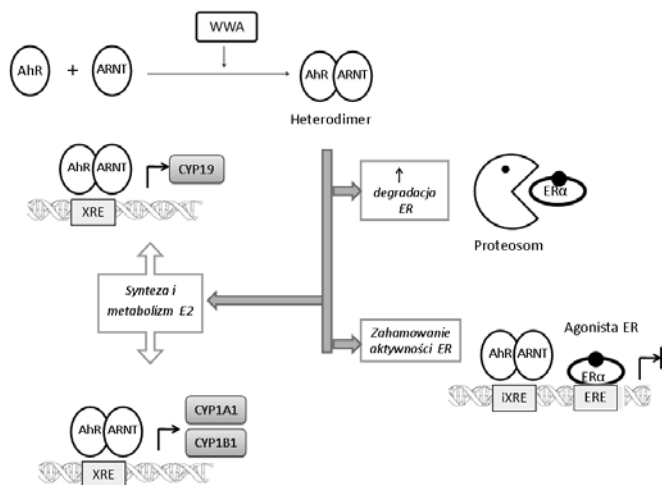 WWA
AhR
+
ARNT
AhR
ARNT
Heterodimer
AhR
ARNT
CYP19
XRE
↑
degradacja
ER
ERα
Proteosom
Synteza i
metabolizm E2
Zahamowanie
aktywności ER
Agonista ER
AhR
ARNT
ERα
iXRE
ERE
AhR
ARNT
CYP1A1
CYP1B1
XRE